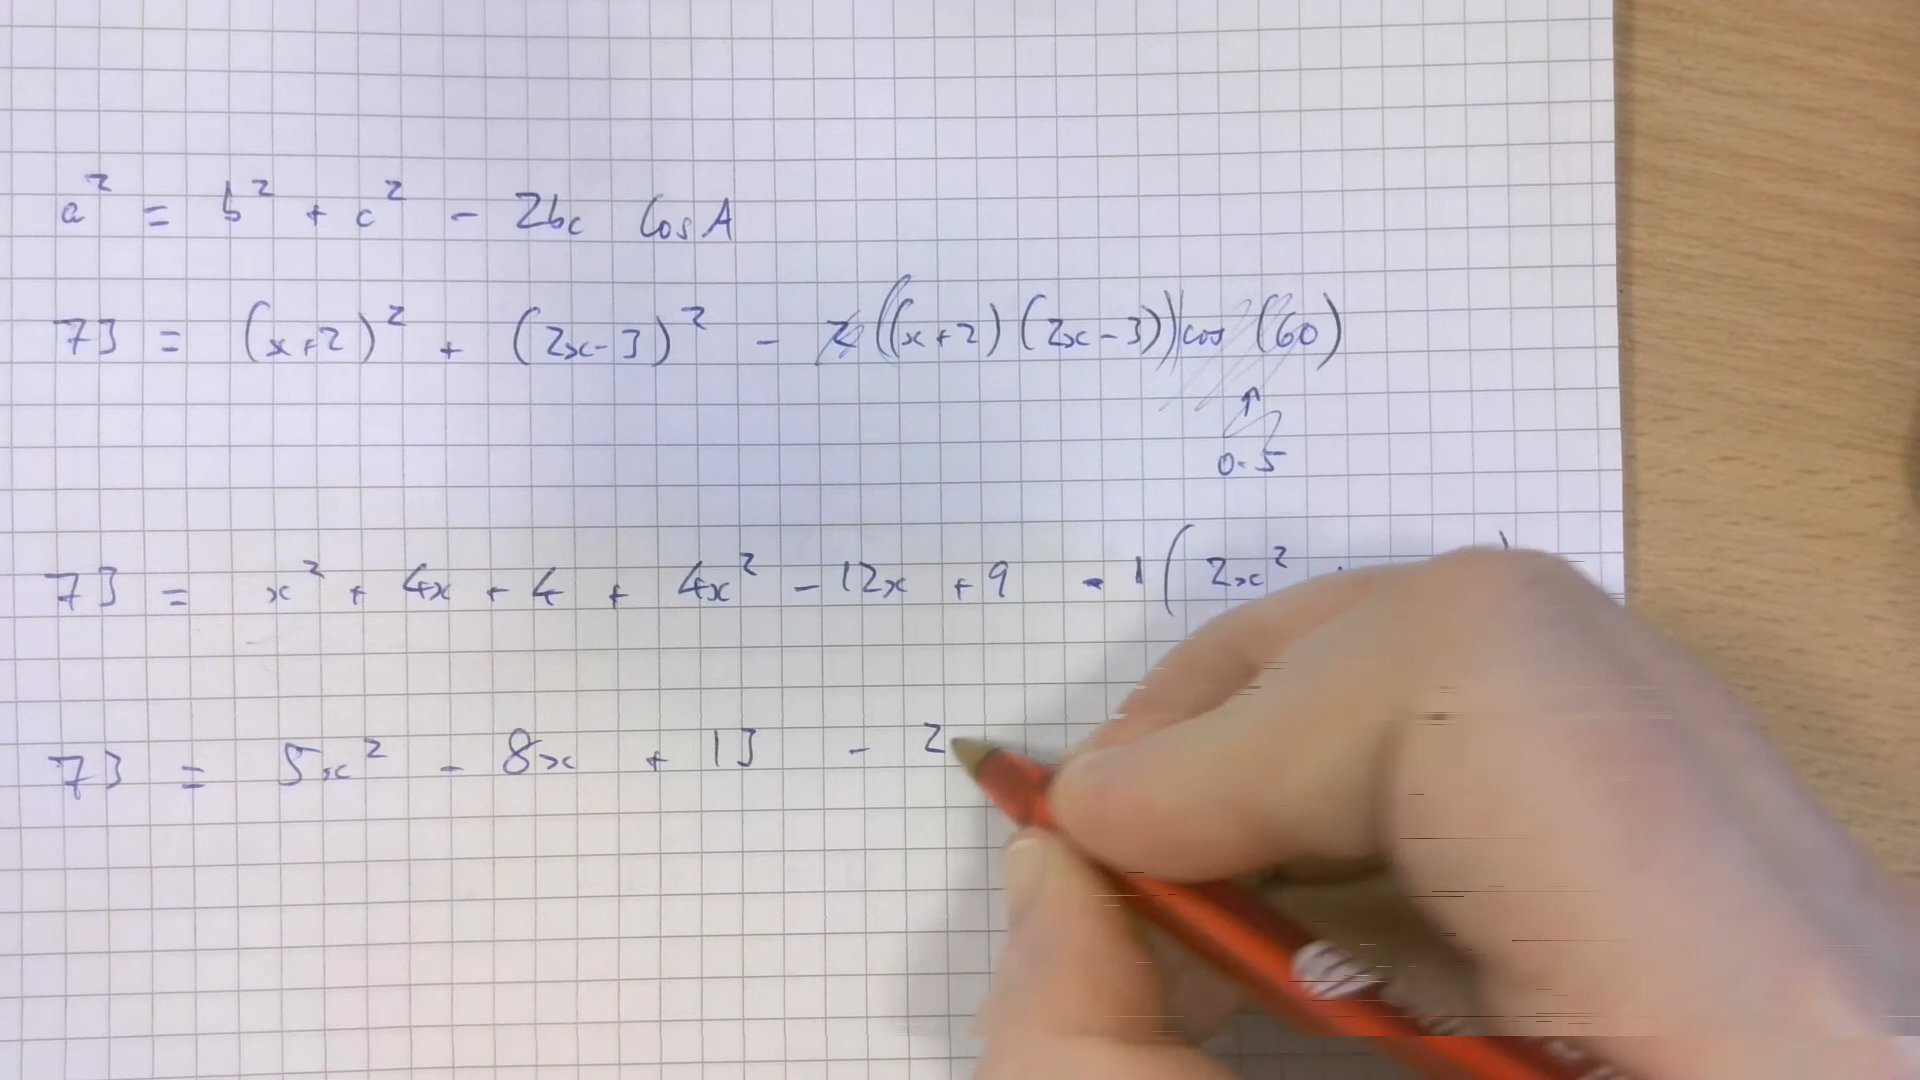 a² = b² + c² - 2bc Cos A
73 = (x+2)² + (2x-3)² - 2((x+2)(2x-3))cos(60)
0.5
73 = x² + 4x + 4 + 4x² - 12x + 9 - 1(2x²
73 = 5x² - 8x + 13 - 2